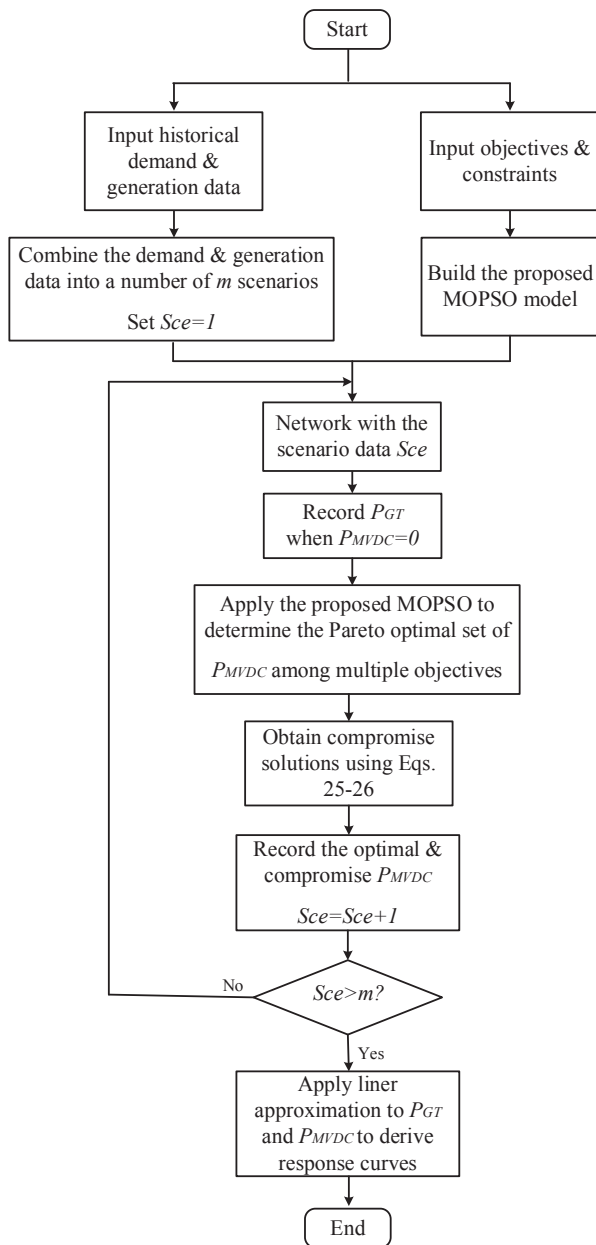 Start
Input historical
demand &
generation data
Input objectives &
constraints
Combine the demand & generation
data into a number of m scenarios
Set Sce=1
Build the proposed
MOPSO model
Network with the
scenario data Sce
Record PGT
when PMVDC=0
Apply the proposed MOPSO to
determine the Pareto optimal set of
PMVDC among multiple objectives
Obtain compromise
solutions using Eqs.
25-26
Record the optimal &
compromise PMVDC
Sce=Sce+1
No
Sce>m?
Yes
Apply liner
approximation to PGT
and PMVDC to derive
response curves
End